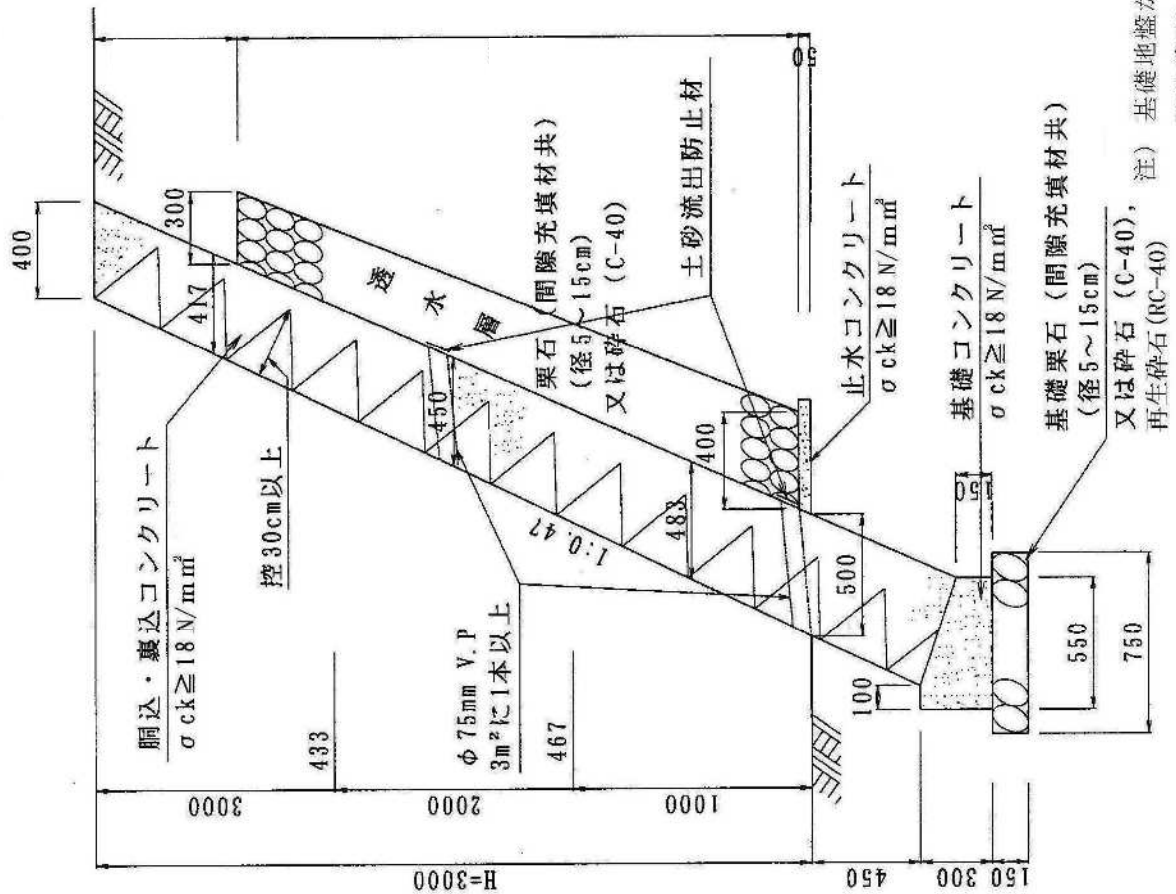 400
300
417
胴込・裏込コンクリート
σck≧18N/mm²
控30cm以上
透水層
450
栗石(間隙充填材共)
(径5～15cm)
又は砕石(C-40)
土砂流出防止材
50
1:0.47
400
483
500
止水コンクリート
σck≧18N/mm²
φ75mm V.P
3m²に1本以上
433
467
3000
2000
1000
H=3000
450
300
150
100
150
550
750
基礎コンクリート
σck≧18N/mm²
基礎栗石(間隙充填材共)
(径5～15cm)
又は砕石(C-40),
再生砕石(RC-40)
注) 基礎地盤が